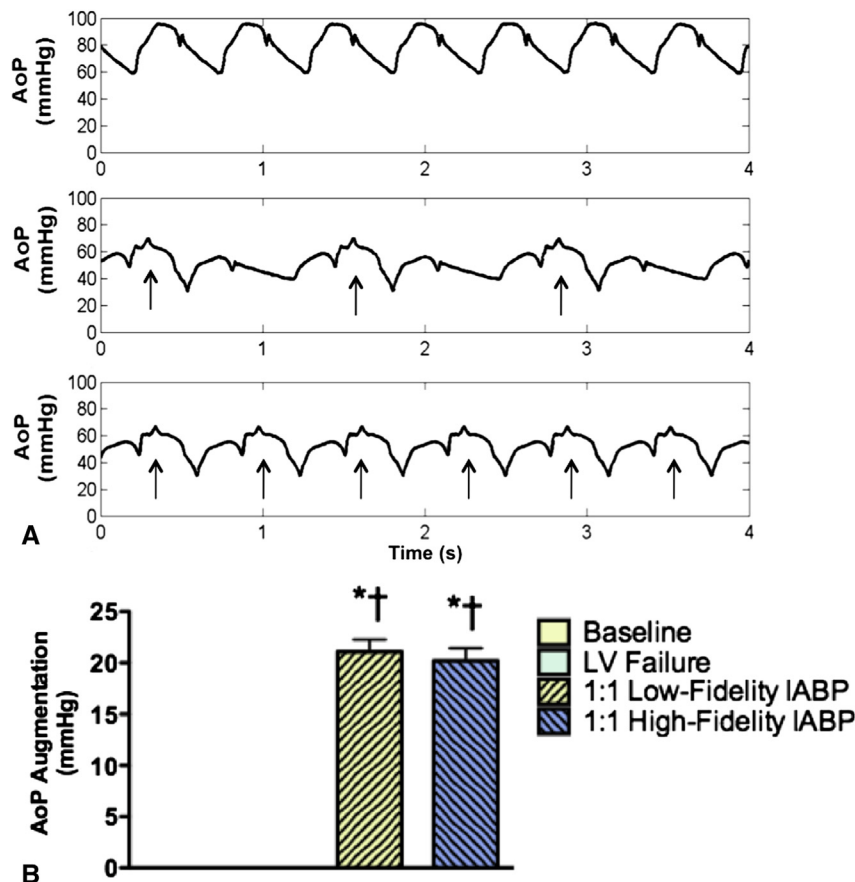 AoP
(mmHg)
100
80
60
40
20
0
0 1 2 3 4
AoP
(mmHg)
100
80
60
40
20
0
0 1 2 3 4
AoP
(mmHg)
100
80
60
40
20
0
0 1 2 3 4
Time (s)
A
AoP Augmentation
(mmHg)
25
20
15
10
5
0
*†
*†
Baseline
LV Failure
1:1 Low-Fidelity IABP
1:1 High-Fidelity IABP
B